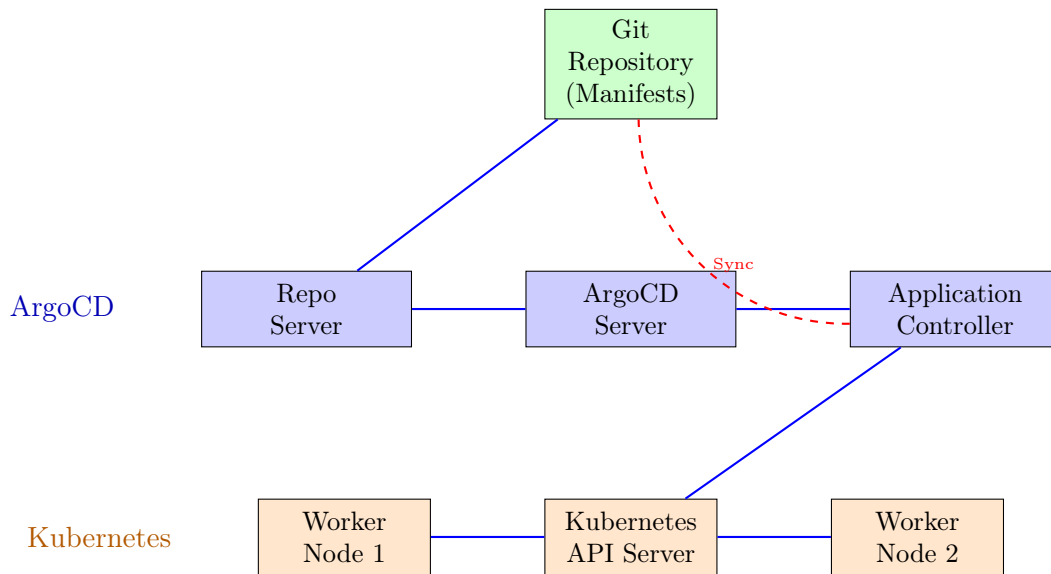 Git
Repository
(Manifests)
Sync
ArgoCD
Repo
Server
ArgoCD
Server
Application
Controller
Kubernetes
Worker
Node 1
Kubernetes
API Server
Worker
Node 2